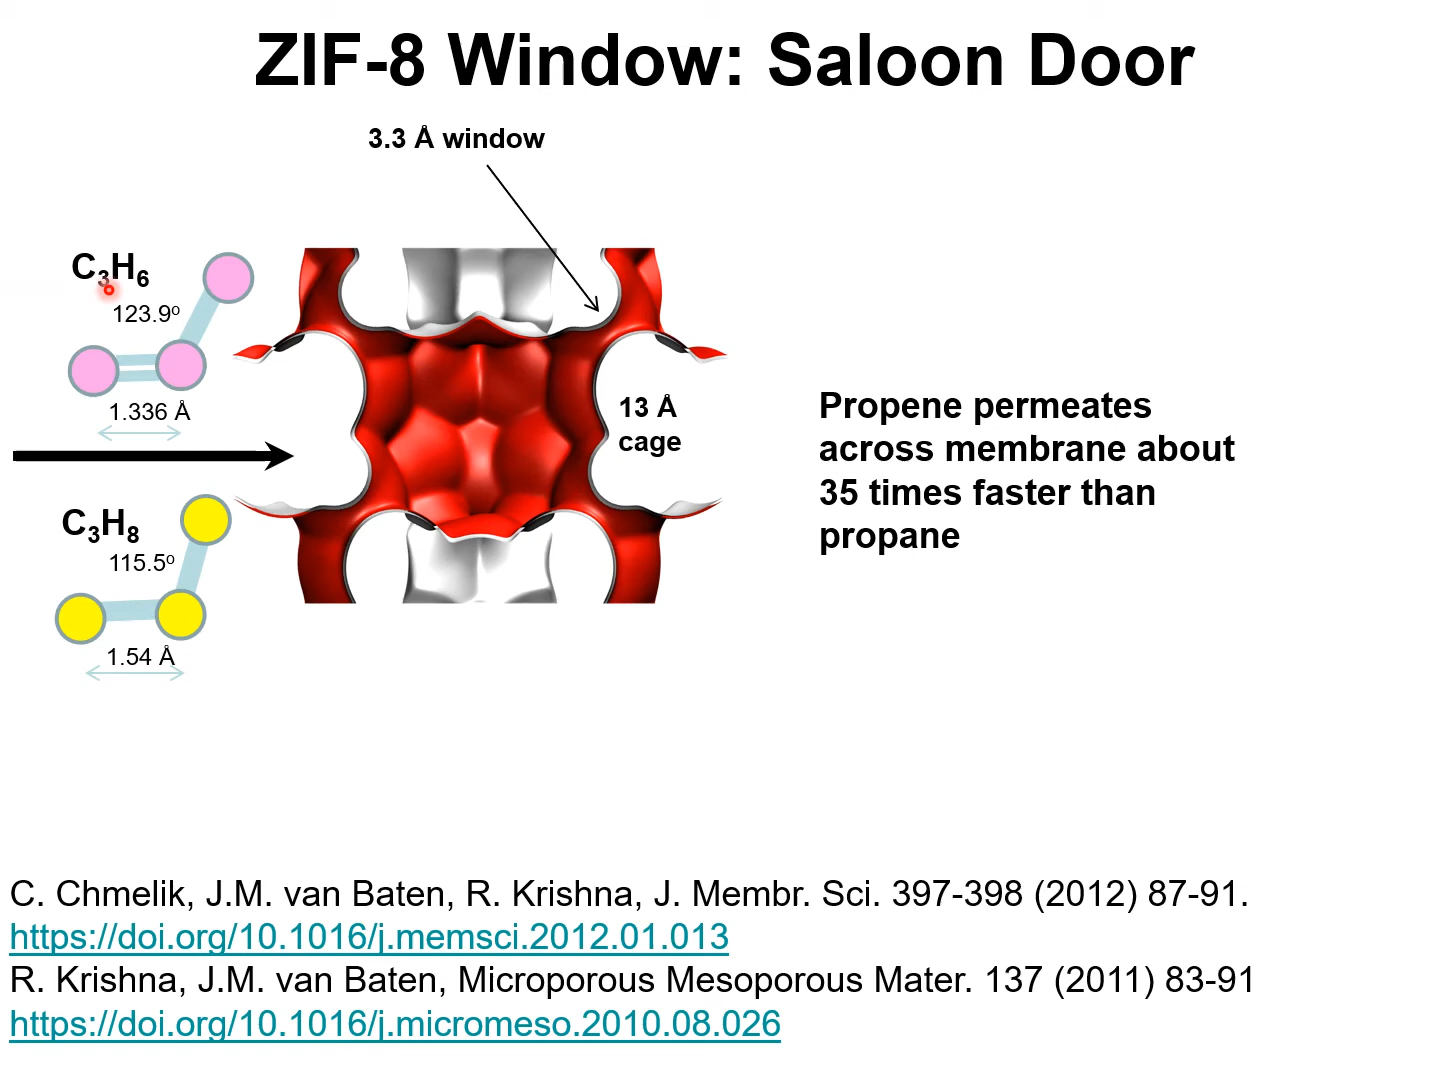 ZIF-8 Window: Saloon Door
3.3 Å window
C₃H₆
123.9º
1.336 Å
13 Å
cage
Propene permeates
across membrane about
35 times faster than
propane
C₃H₈
115.5º
1.54 Å
C. Chmelik, J.M. van Baten, R. Krishna, J. Membr. Sci. 397-398 (2012) 87-91.
https://doi.org/10.1016/j.memsci.2012.01.013
R. Krishna, J.M. van Baten, Microporous Mesoporous Mater. 137 (2011) 83-91
https://doi.org/10.1016/j.micromeso.2010.08.026